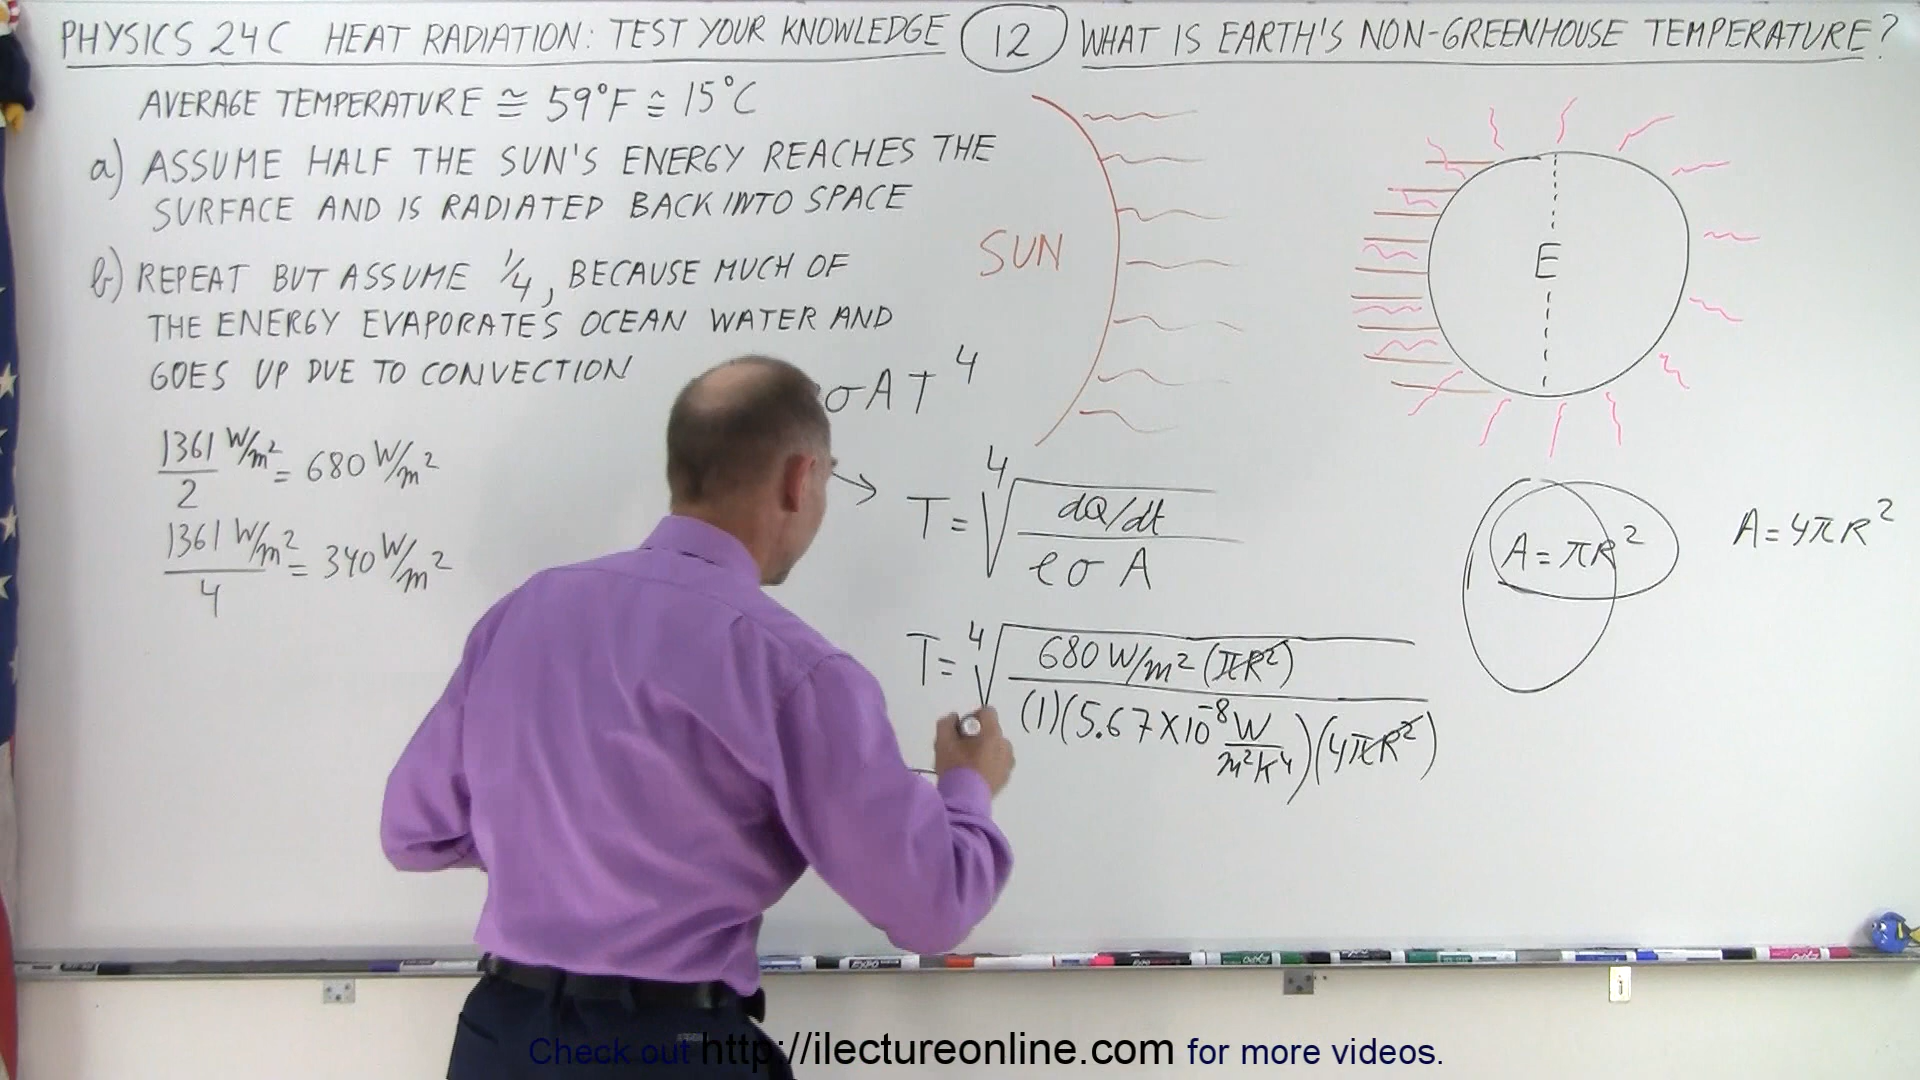 PHYSICS 24C HEAT RADIATION: TEST YOUR KNOWLEDGE 12 WHAT IS EARTH'S NON-GREENHOUSE TEMPERATURE?
AVERAGE TEMPERATURE ≅ 59°F ≅ 15°C
a) ASSUME HALF THE SUN'S ENERGY REACHES THE
SURFACE AND IS RADIATED BACK INTO SPACE
b) REPEAT BUT ASSUME 1/4, BECAUSE MUCH OF
THE ENERGY EVAPORATES OCEAN WATER AND
GOES UP DUE TO CONVECTION
1361 W/m²
2
= 680 W/m²
1361 W/m²
4
= 340 W/m²
σAT⁴
T = ⁴√
dQ/dt
eσA
T = ⁴√
680 W/m² (πR²)
(1)(5.67×10⁻⁸ W/m²K⁴)(4πR²)
SUN
E
A = πR²
A = 4πR²
EXPO
Check out http://ilectureonline.com for more videos.